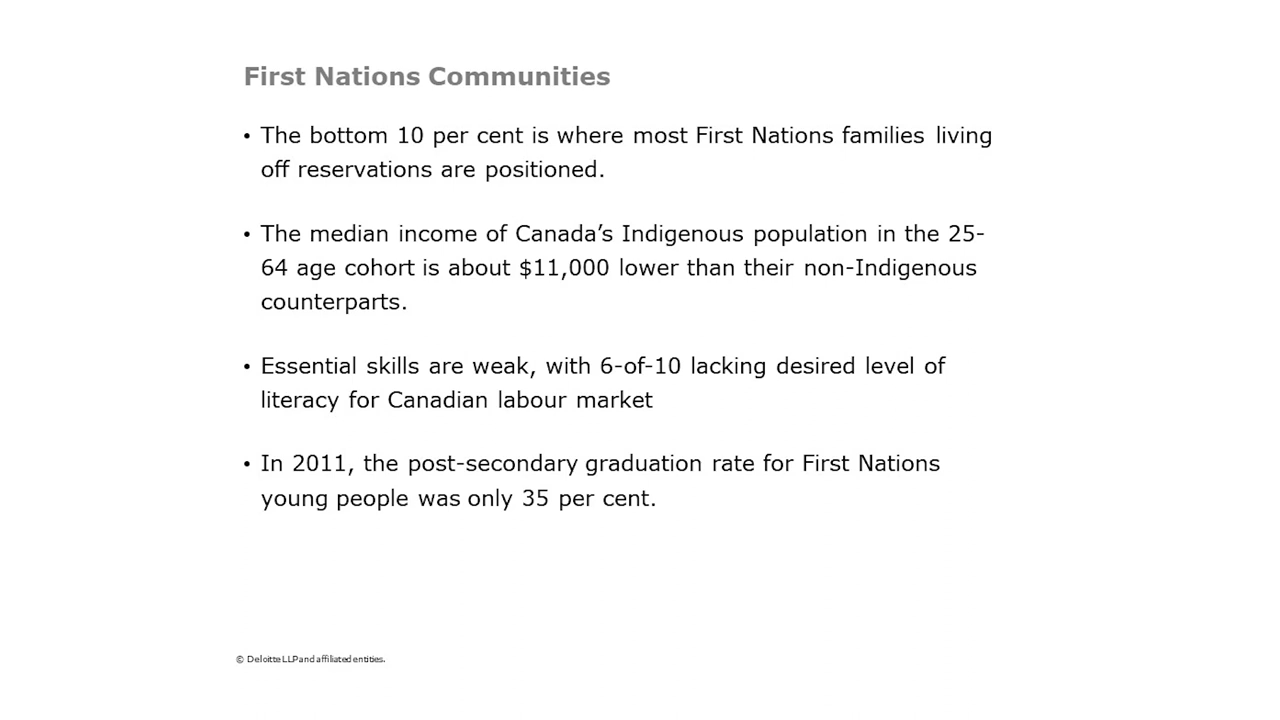 First Nations Communities
• The bottom 10 per cent is where most First Nations families living
off reservations are positioned.
• The median income of Canada’s Indigenous population in the 25-
64 age cohort is about $11,000 lower than their non-Indigenous
counterparts.
• Essential skills are weak, with 6-of-10 lacking desired level of
literacy for Canadian labour market
• In 2011, the post-secondary graduation rate for First Nations
young people was only 35 per cent.
© Deloitte LLP and affiliated entities.